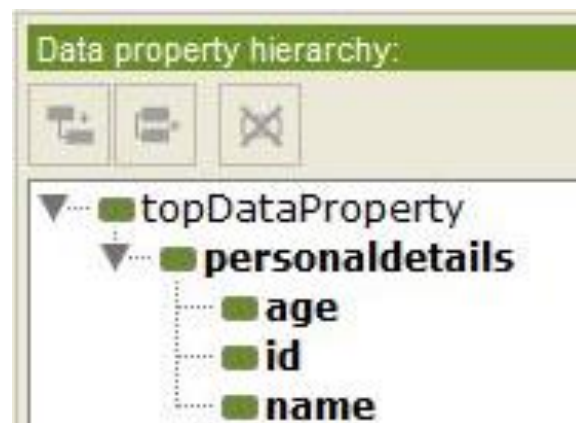 Data property hierarchy:
topDataProperty
personaldetails
age
id
name